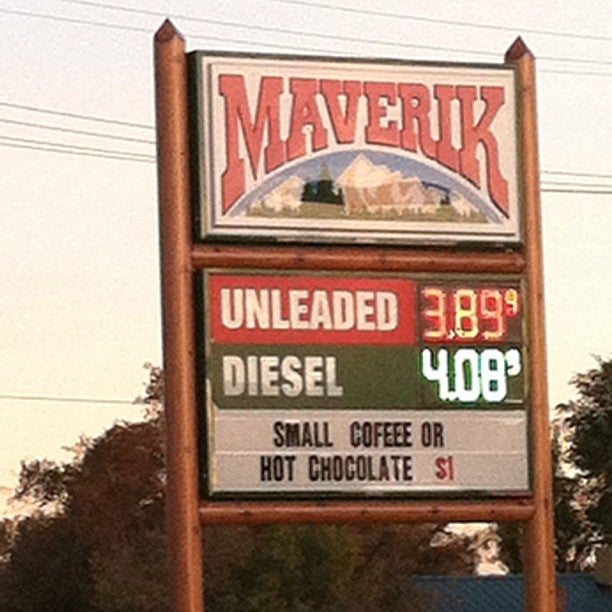 MAVERIK
UNLEADED 3.89⁹
DIESEL 4.08⁹
SMALL COFEEE OR
HOT CHOCOLATE $1